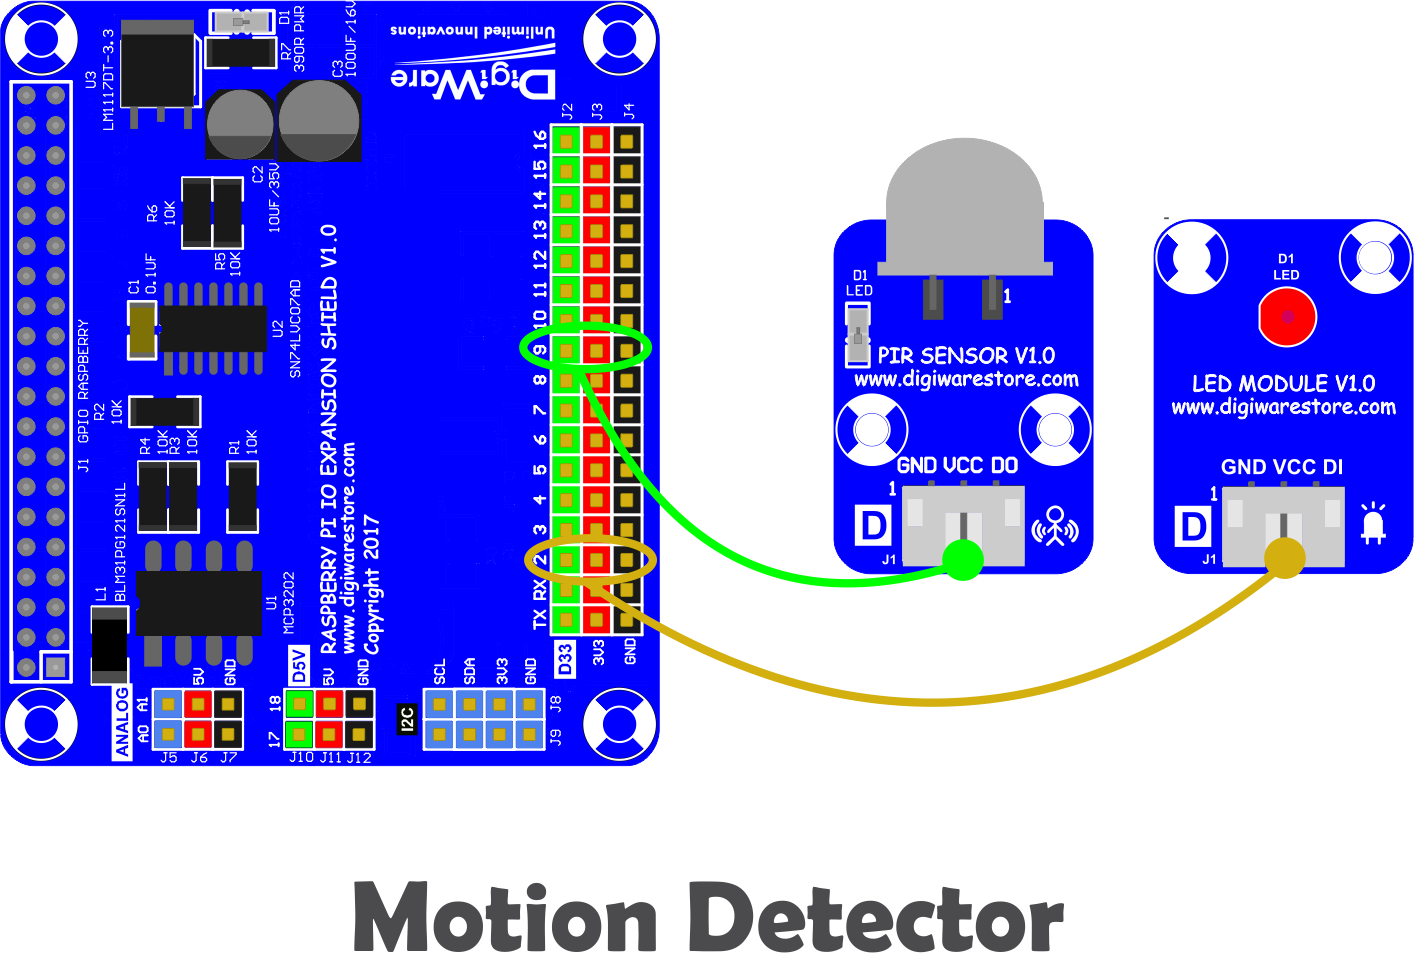 D1
R7
390R PWR
C3
100UF/16V
Unlimited Innovations
DigiWare
U3
LM1117DT-3.3
C2
10UF/35V
J2
J3
J4
16
15
14
13
12
11
10
9
8
7
6
5
4
3
2
RX
TX
D33
3V3
GND
R6
10K
R5
10K
C1
0.1UF
U2
SN74LVC07AD
J1 GPIO RASPBERRY
R2
10K
R4
10K
R3
10K
R1
10K
RASPBERRY PI IO EXPANSION SHIELD V1.0
www.digiwarestore.com
Copyright 2017
L1
BLM31PG121SN1L
U1
MCP3202
ANALOG
A1
A0
5V
GND
J5
J6
J7
D5V
5V
GND
18
17
J10
J11
J12
I2C
SCL
SDA
3V3
GND
J8
J9
D1
LED
1
PIR SENSOR V1.0
www.digiwarestore.com
GND VCC DO
1
D
J1
D1
LED
LED MODULE V1.0
www.digiwarestore.com
GND VCC DI
1
D
J1
Motion Detector